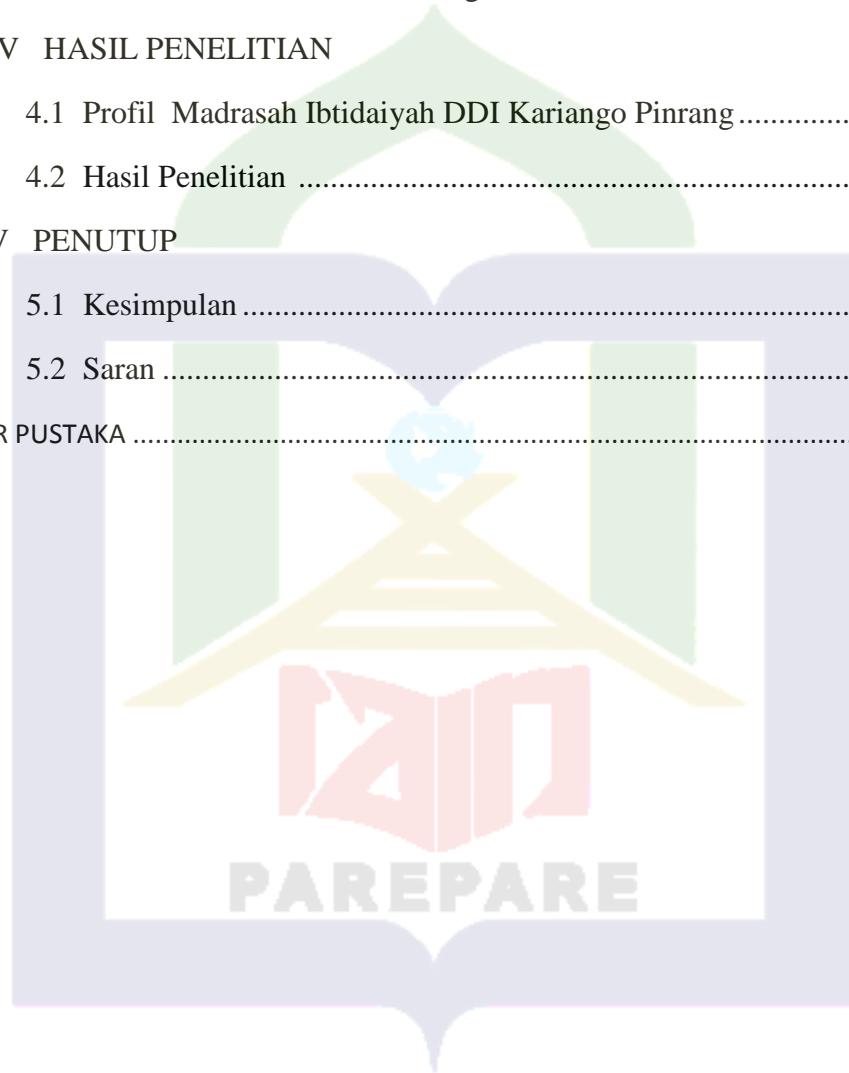 V HASIL PENELITIAN
4.1 Profil Madrasah Ibtidaiyah DDI Kariango Pinrang ..............
4.2 Hasil Penelitian ......................................................................
PENUTUP
5.1 Kesimpulan .............................................................................
5.2 Saran .......................................................................................
R PUSTAKA ..........................................................................................
iain
PAREPARE